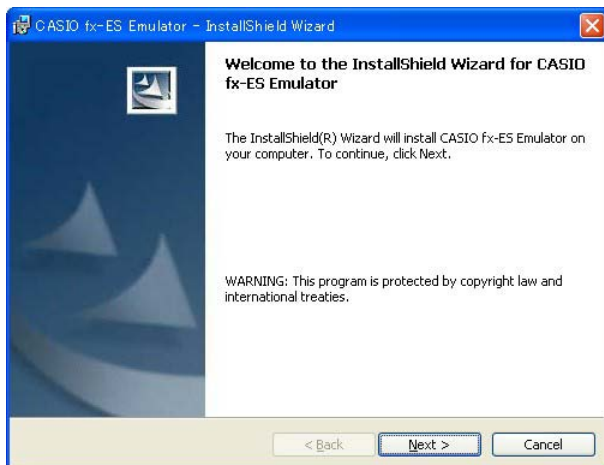 CASIO fx-ES Emulator - InstallShield Wizard
Welcome to the InstallShield Wizard for CASIO
fx-ES Emulator
The InstallShield(R) Wizard will install CASIO fx-ES Emulator on
your computer. To continue, click Next.
WARNING: This program is protected by copyright law and
international treaties.
< Back
Next >
Cancel